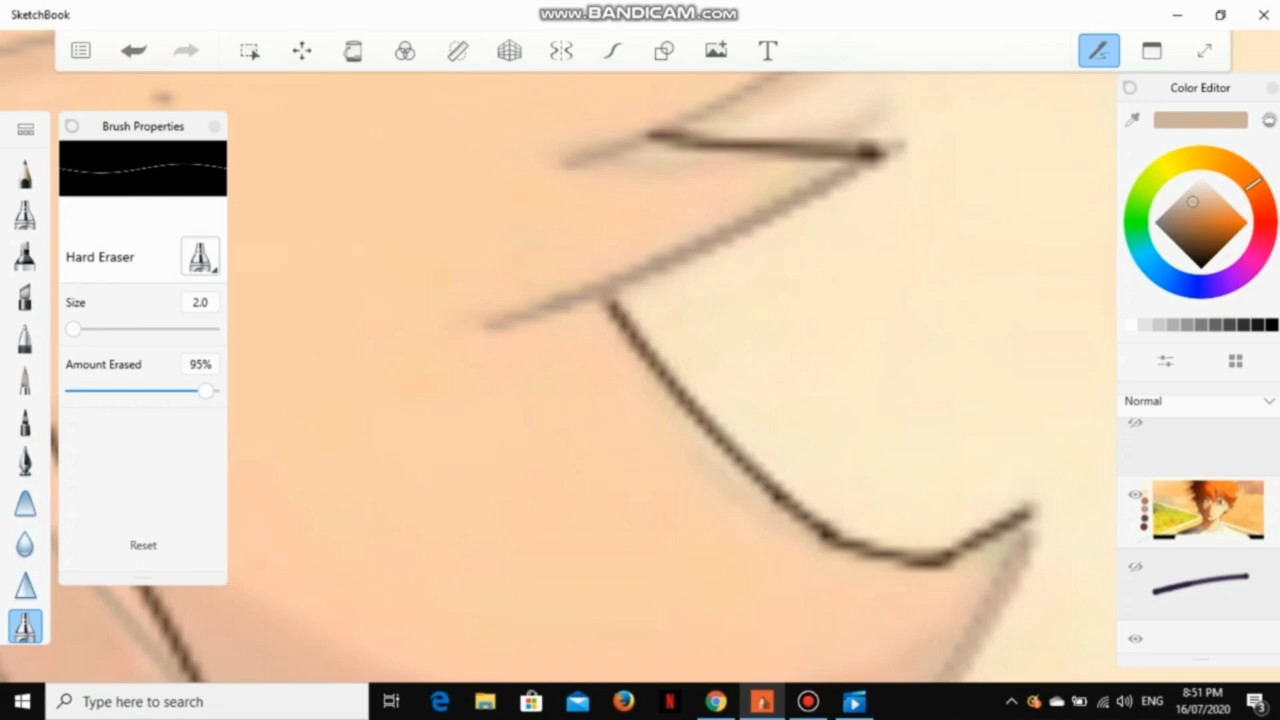 SketchBook
www.BANDICAM.com
T
Brush Properties
Color Editor
Hard Eraser
Size 2.0
Amount Erased 95%
Reset
Normal
Type here to search
N
ENG
8:51 PM
16/07/2020
3